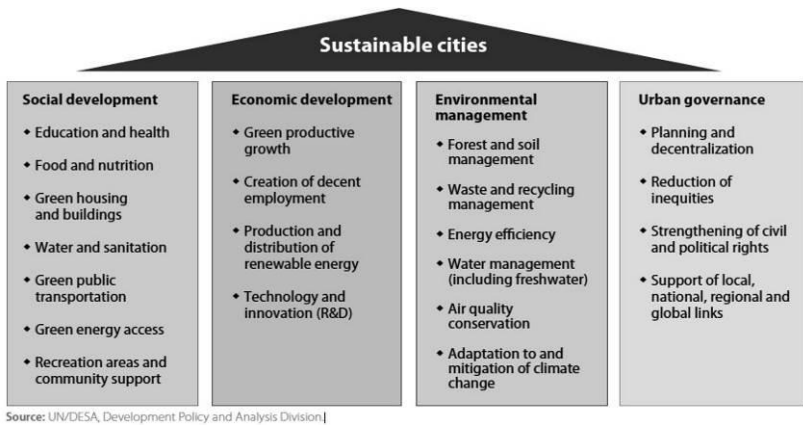 Sustainable cities
Social development
◆ Education and health
◆ Food and nutrition
◆ Green housing
and buildings
◆ Water and sanitation
◆ Green public
transportation
◆ Green energy access
◆ Recreation areas and
community support
Economic development
◆ Green productive
growth
◆ Creation of decent
employment
◆ Production and
distribution of
renewable energy
◆ Technology and
innovation (R&D)
Environmental
management
◆ Forest and soil
management
◆ Waste and recycling
management
◆ Energy efficiency
◆ Water management
(including freshwater)
◆ Air quality
conservation
◆ Adaptation to and
mitigation of climate
change
Urban governance
◆ Planning and
decentralization
◆ Reduction of
inequities
◆ Strengthening of civil
and political rights
◆ Support of local,
national, regional and
global links
Source: UN/DESA, Development Policy and Analysis Division.